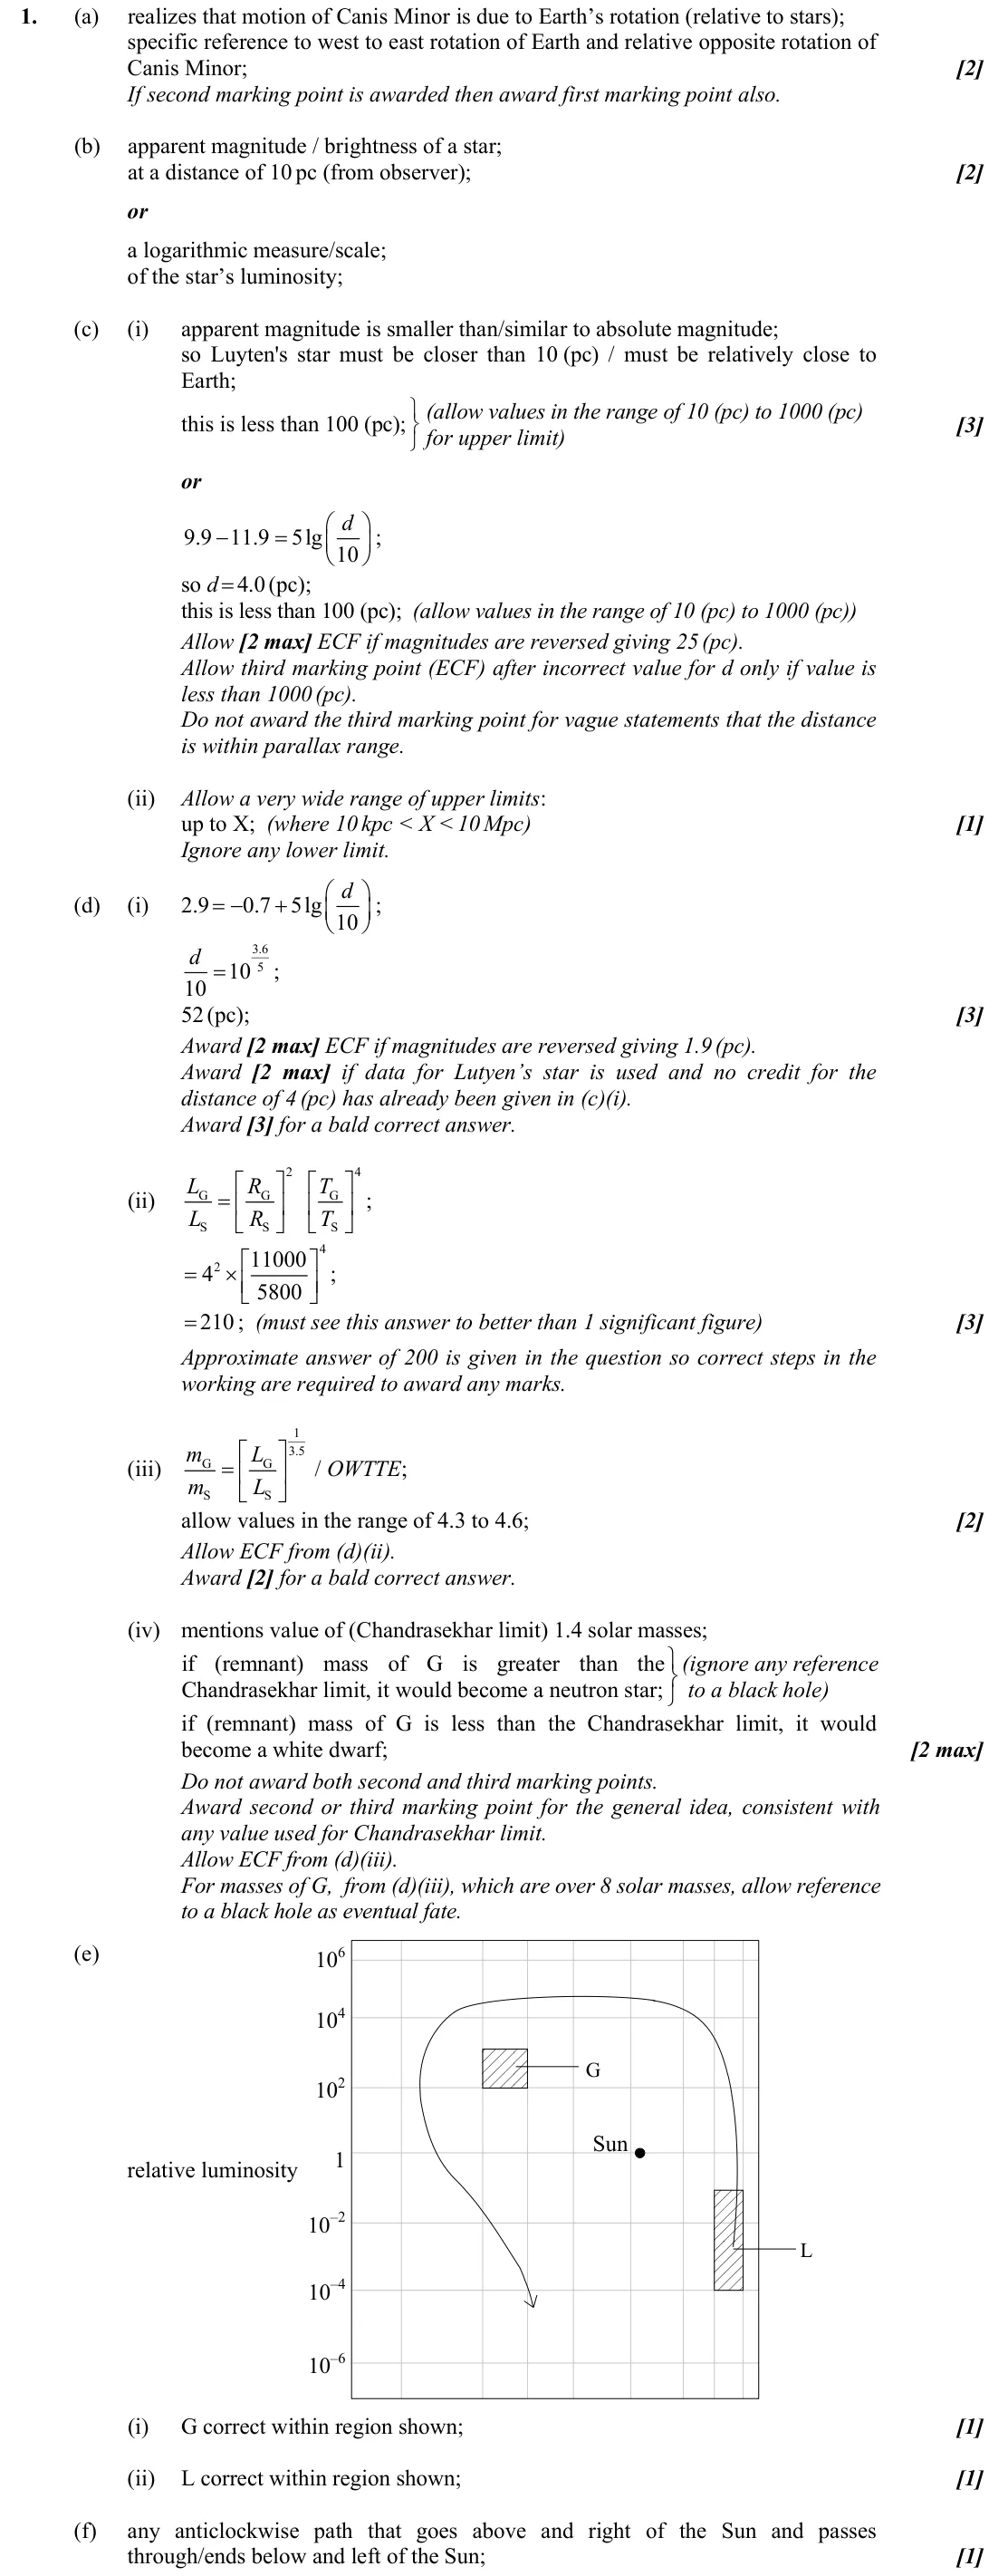 1. (a) realizes that motion of Canis Minor is due to Earth’s rotation (relative to stars);
specific reference to west to east rotation of Earth and relative opposite rotation of
Canis Minor; [2]
If second marking point is awarded then award first marking point also.
(b) apparent magnitude / brightness of a star;
at a distance of 10 pc (from observer); [2]
or
a logarithmic measure/scale;
of the star’s luminosity;
(c) (i) apparent magnitude is smaller than/similar to absolute magnitude;
so Luyten's star must be closer than 10 (pc) / must be relatively close to
Earth;
this is less than 100 (pc); } (allow values in the range of 10 (pc) to 1000 (pc)
for upper limit) [3]
or
9.9 − 11.9 = 5 lg(d/10);
so d = 4.0 (pc);
this is less than 100 (pc); (allow values in the range of 10 (pc) to 1000 (pc))
Allow [2 max] ECF if magnitudes are reversed giving 25 (pc).
Allow third marking point (ECF) after incorrect value for d only if value is
less than 1000 (pc).
Do not award the third marking point for vague statements that the distance
is within parallax range.
(ii) Allow a very wide range of upper limits:
up to X; (where 10 kpc < X < 10 Mpc) [1]
Ignore any lower limit.
(d) (i) 2.9 = −0.7 + 5 lg(d/10);
d/10 = 10^(3.6/5);
52 (pc); [3]
Award [2 max] ECF if magnitudes are reversed giving 1.9 (pc).
Award [2 max] if data for Lutyen’s star is used and no credit for the
distance of 4 (pc) has already been given in (c)(i).
Award [3] for a bald correct answer.
(ii) L_G/L_S = [R_G/R_S]^2 [T_G/T_S]^4;
= 4^2 × [11000/5800]^4;
= 210; (must see this answer to better than 1 significant figure) [3]
Approximate answer of 200 is given in the question so correct steps in the
working are required to award any marks.
(iii) m_G/m_S = [L_G/L_S]^(1/3.5) / OWTTE;
allow values in the range of 4.3 to 4.6; [2]
Allow ECF from (d)(ii).
Award [2] for a bald correct answer.
(iv) mentions value of (Chandrasekhar limit) 1.4 solar masses;
if (remnant) mass of G is greater than the } (ignore any reference
Chandrasekhar limit, it would become a neutron star; to a black hole)
if (remnant) mass of G is less than the Chandrasekhar limit, it would
become a white dwarf; [2 max]
Do not award both second and third marking points.
Award second or third marking point for the general idea, consistent with
any value used for Chandrasekhar limit.
Allow ECF from (d)(iii).
For masses of G, from (d)(iii), which are over 8 solar masses, allow reference
to a black hole as eventual fate.
(e)
10^6
10^4
G
10^2
Sun
1
relative luminosity
10^−2
L
10^−4
10^−6
(i) G correct within region shown; [1]
(ii) L correct within region shown; [1]
(f) any anticlockwise path that goes above and right of the Sun and passes
through/ends below and left of the Sun; [1]